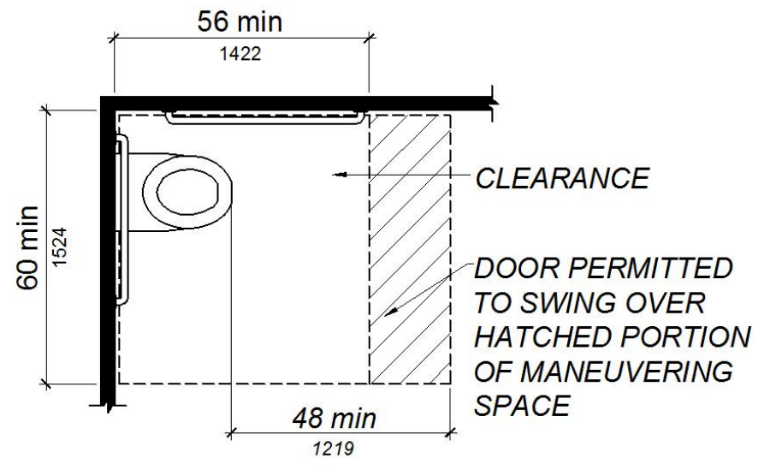 56 min
1422
60 min
1524
CLEARANCE
DOOR PERMITTED
TO SWING OVER
HATCHED PORTION
OF MANEUVERING
SPACE
48 min
1219